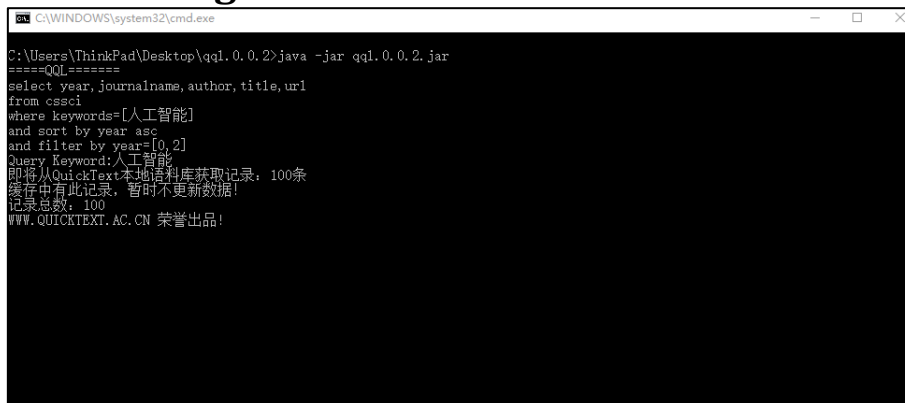 C:\WINDOWS\system32\cmd.exe
C:\Users\ThinkPad\Desktop\qq1.0.0.2>java -jar qq1.0.0.2.jar
=====QQL=======
select year,journalname,author,title,url
from cssci
where keywords=[人工智能]
and sort by year asc
and filter by year=[0,2]
Query Keyword:人工智能
即将从QuickText本地语料库获取记录：100条
缓存中有此记录，暂时不更新数据!
记录总数：100
WWW.QUICKTEXT.AC.CN 荣誉出品!